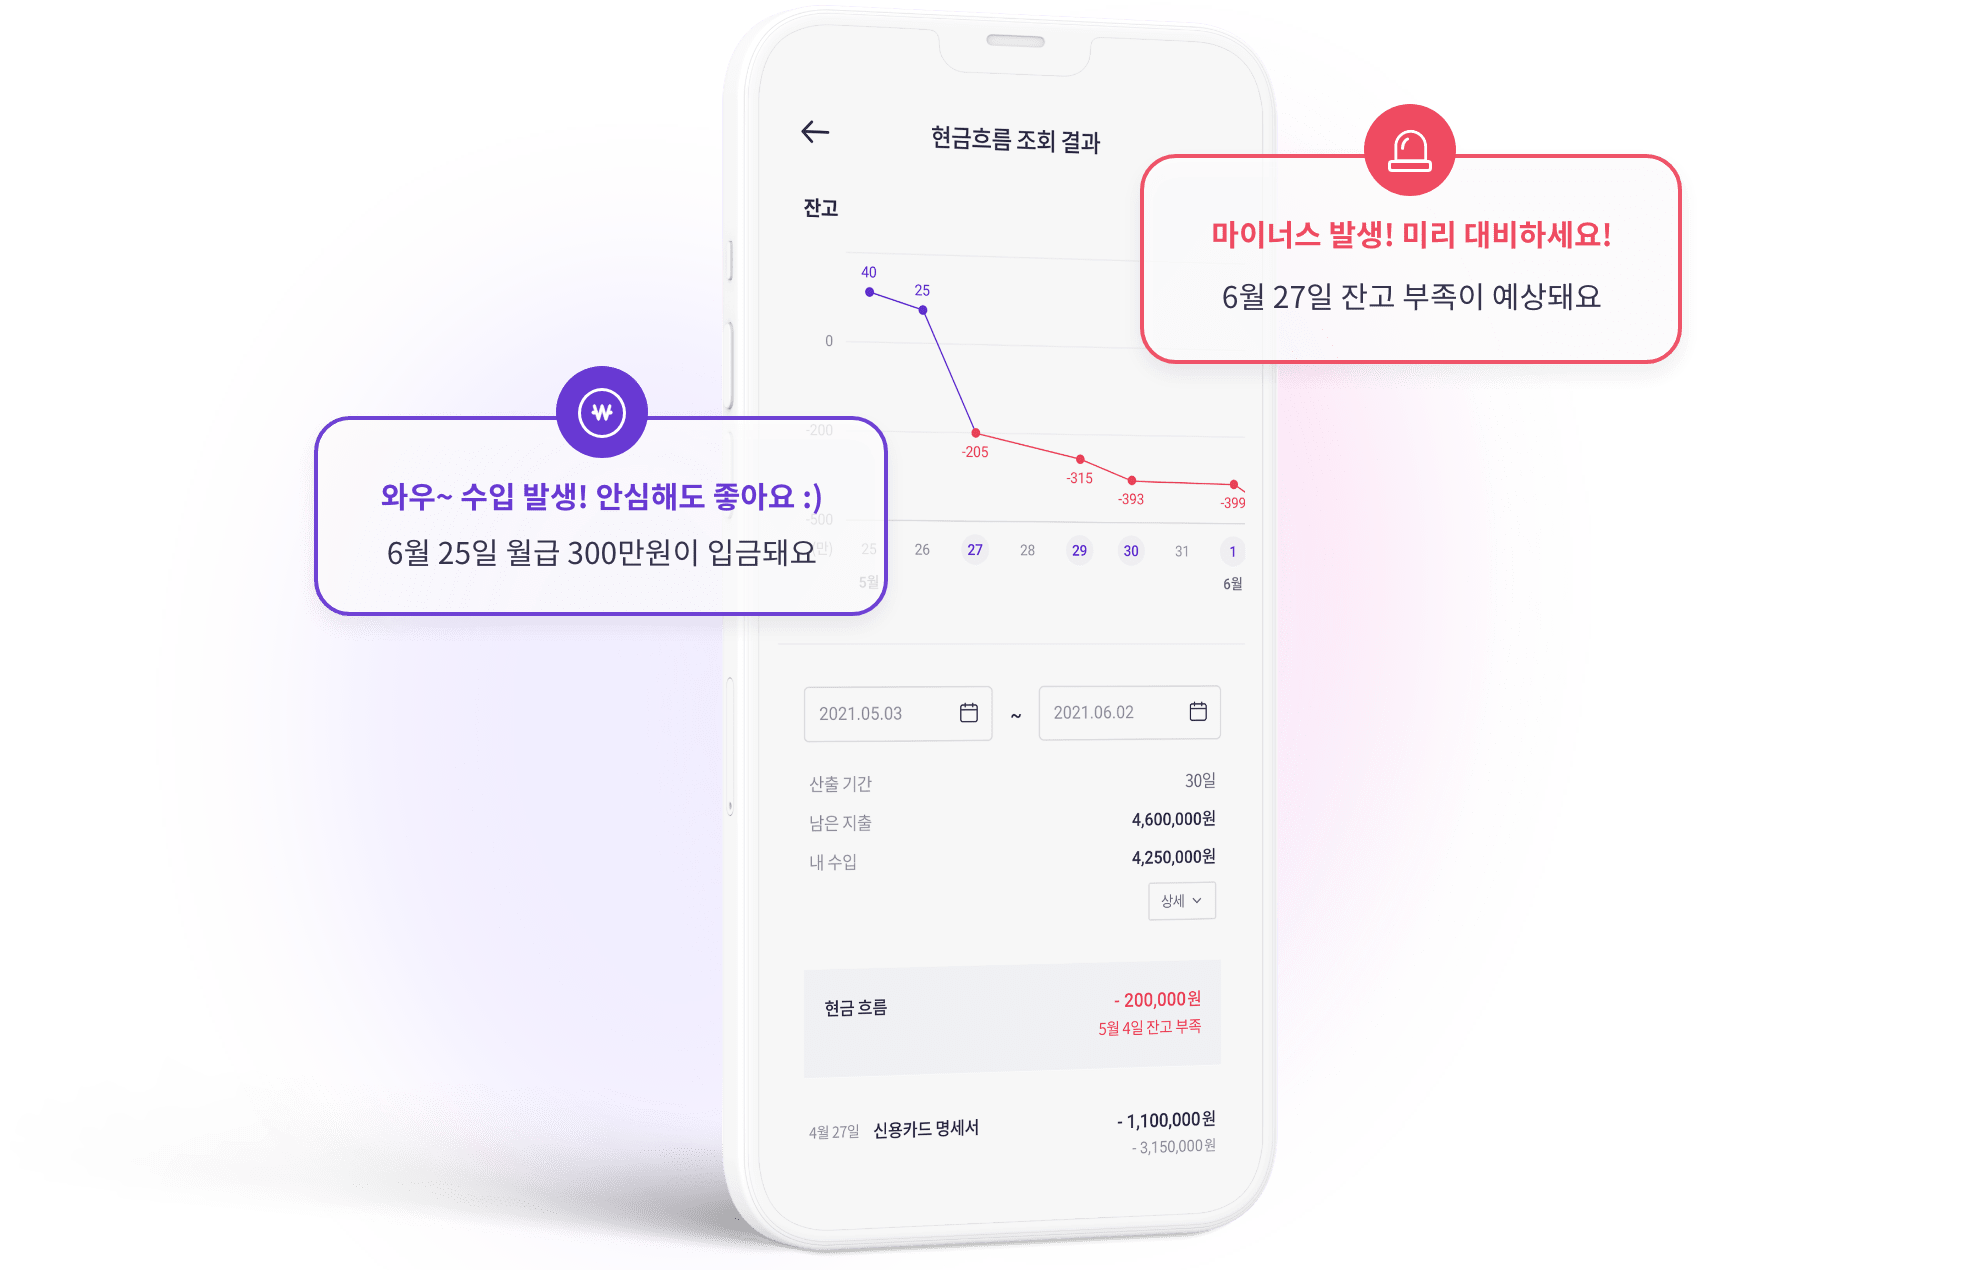 현금흐름 조회 결과
잔고
마이너스 발생! 미리 대비하세요!
6월 27일 잔고 부족이 예상돼요
40
25
0
-200
-205
-315
-393
-399
-500
와우~ 수입 발생! 안심해도 좋아요 :)
6월 25일 월급 300만원이 입금돼요
(만) 25 26 27 28 29 30 31 1
5월 6월
2021.05.03 ~ 2021.06.02
산출 기간 30일
남은 지출 4,600,000원
내 수입 4,250,000원
상세
현금 흐름 - 200,000원
5월 4일 잔고 부족
4월 27일 신용카드 명세서 - 1,100,000원
- 3,150,000원